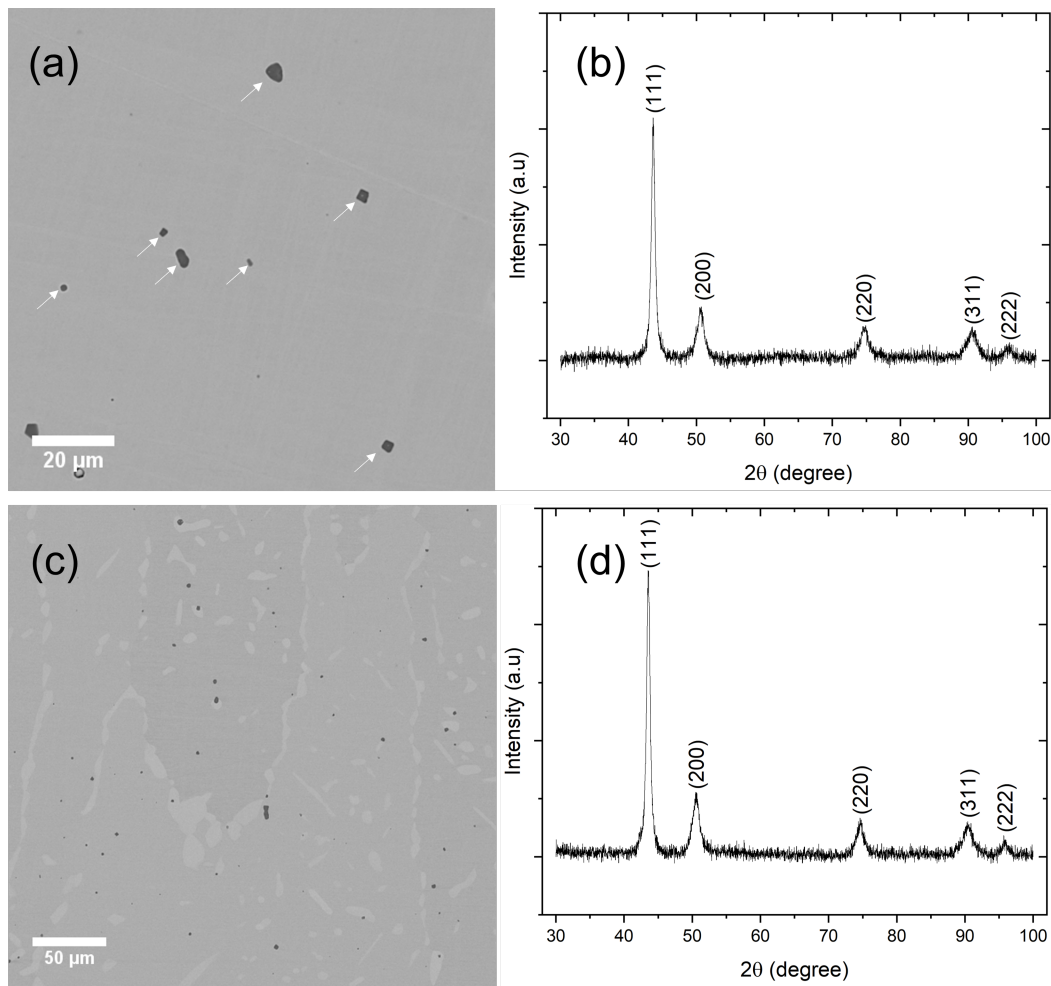 (a)
20 µm
(b)
Intensity (a.u)
(111)
(200)
(220)
(311)
(222)
30 40 50 60 70 80 90 100
2θ (degree)
(c)
50 µm
(d)
Intensity (a.u)
(111)
(200)
(220)
(311)
(222)
30 40 50 60 70 80 90 100
2θ (degree)